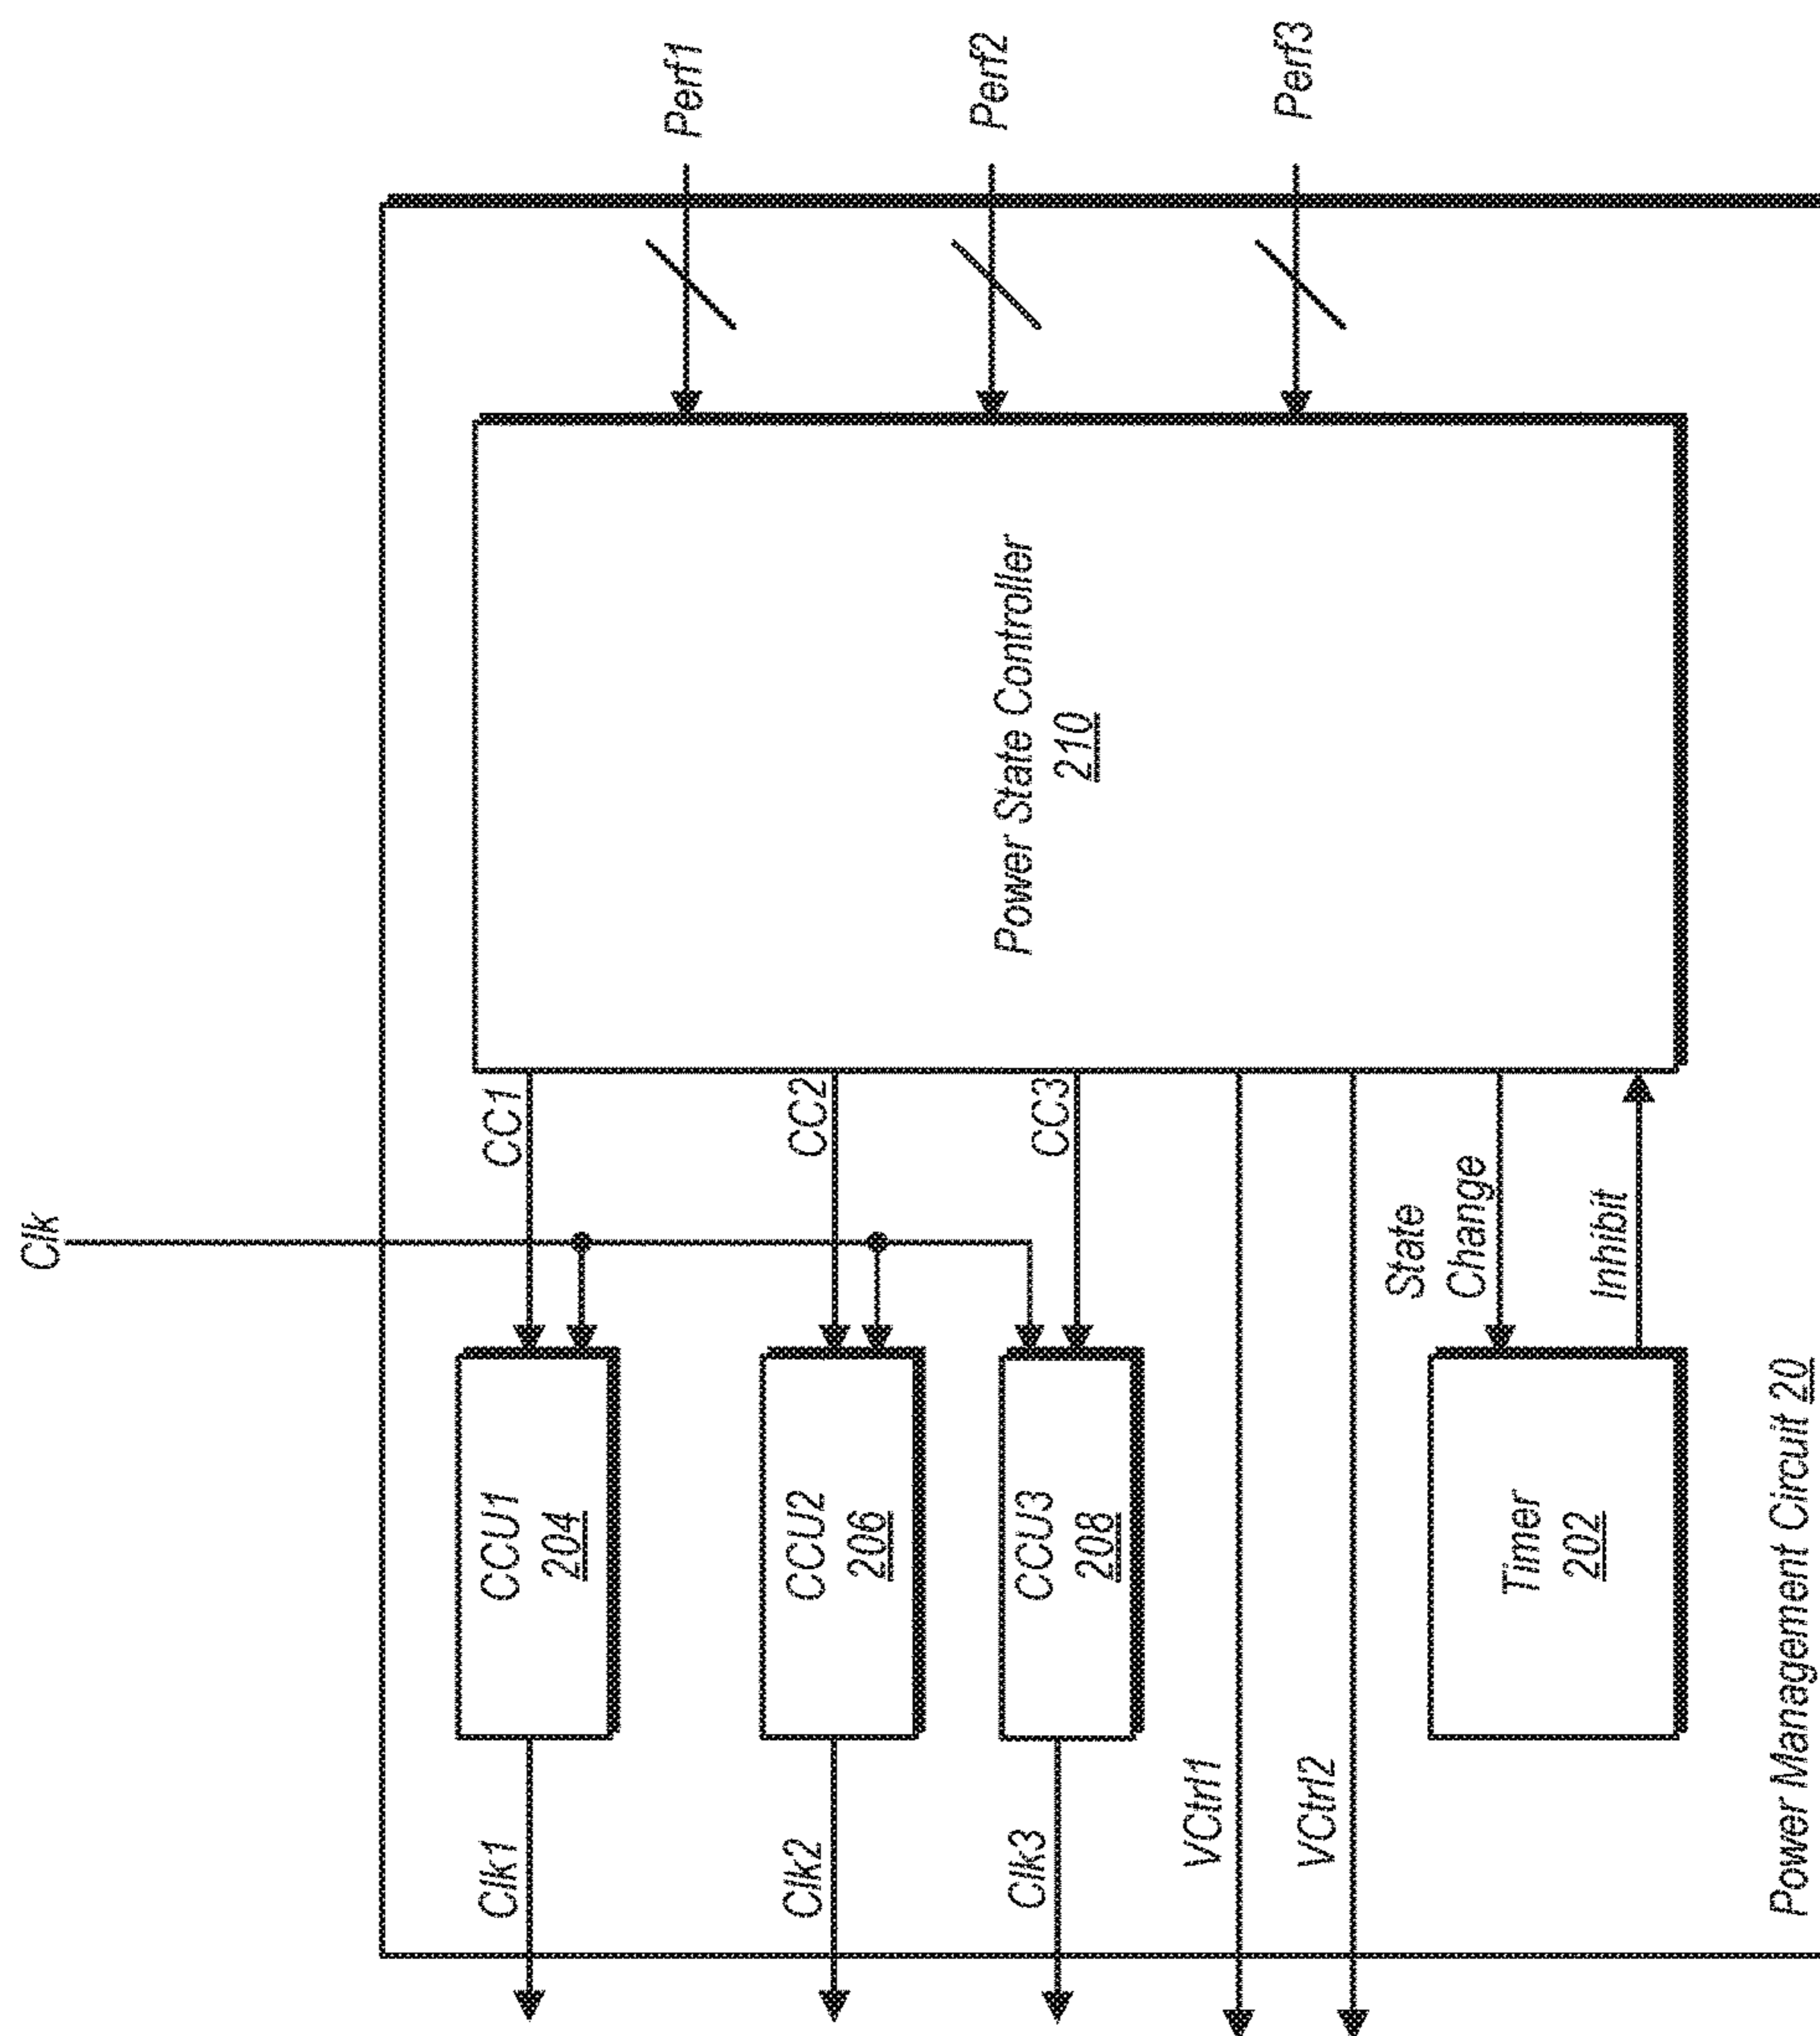 Clk
Perf1
Perf2
Perf3
Power State Controller
210
CC1
CC2
CC3
State
Change
Inhibit
CCU1
204
CCU2
206
CCU3
208
Timer
202
Clk1
Clk2
Clk3
VCtrl1
VCtrl2
Power Management Circuit 20